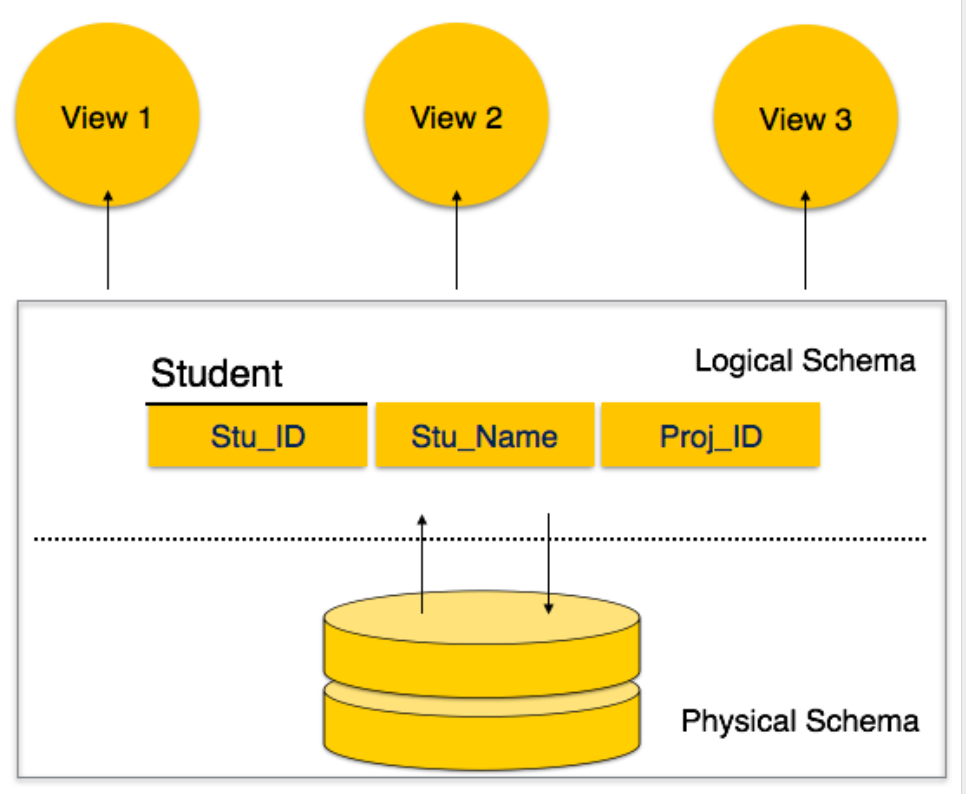 View 1
View 2
View 3
Student
Logical Schema
Stu_ID
Stu_Name
Proj_ID
Physical Schema